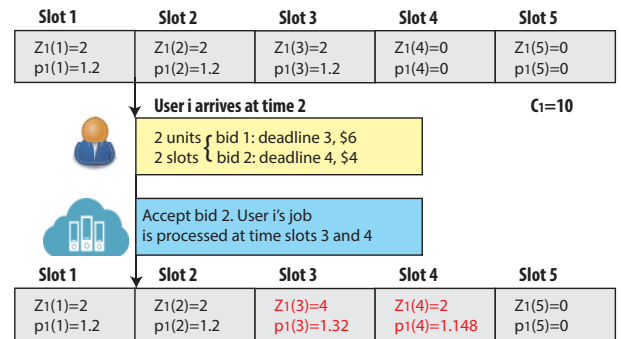 Slot 1 Slot 2 Slot 3 Slot 4 Slot 5
Z1(1)=2 Z1(2)=2 Z1(3)=2 Z1(4)=0 Z1(5)=0
p1(1)=1.2 p1(2)=1.2 p1(3)=1.2 p1(4)=0 p1(5)=0
User i arrives at time 2 C1=10
2 units { bid 1: deadline 3, $6
2 slots bid 2: deadline 4, $4
Accept bid 2. User i’s job
is processed at time slots 3 and 4
Slot 1 Slot 2 Slot 3 Slot 4 Slot 5
Z1(1)=2 Z1(2)=2 Z1(3)=4 Z1(4)=2 Z1(5)=0
p1(1)=1.2 p1(2)=1.2 p1(3)=1.32 p1(4)=1.148 p1(5)=0